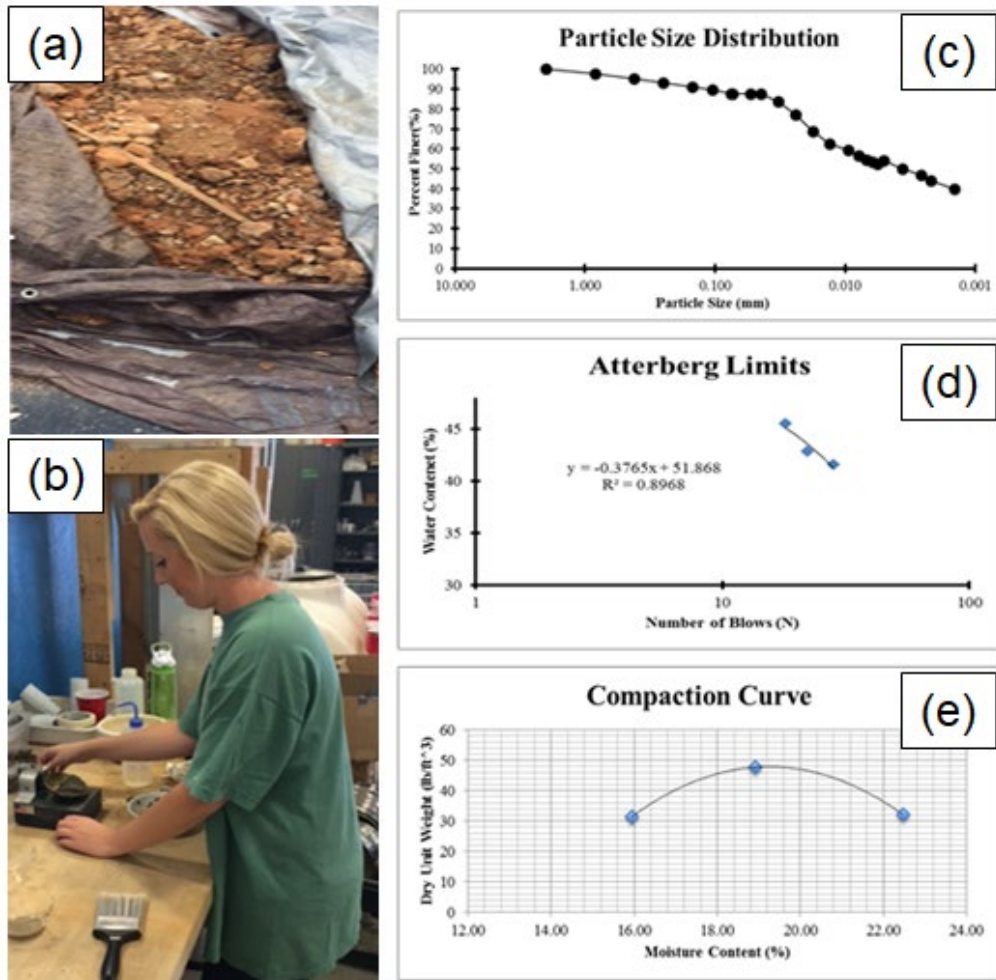 (a)
(b)
Particle Size Distribution
(c)
Percent Finer(%)
100
90
80
70
60
50
40
30
20
10
0
10.000 1.000 0.100 0.010 0.001
Particle Size (mm)
Atterberg Limits
(d)
Water Contenet (%)
45
40
35
30
y = -0.3765x + 51.868
R² = 0.8968
1 10 100
Number of Blows (N)
Compaction Curve
(e)
Dry Unit Weight (lb/ft^3)
60
50
40
30
20
10
0
12.00 14.00 16.00 18.00 20.00 22.00 24.00
Moisture Content (%)